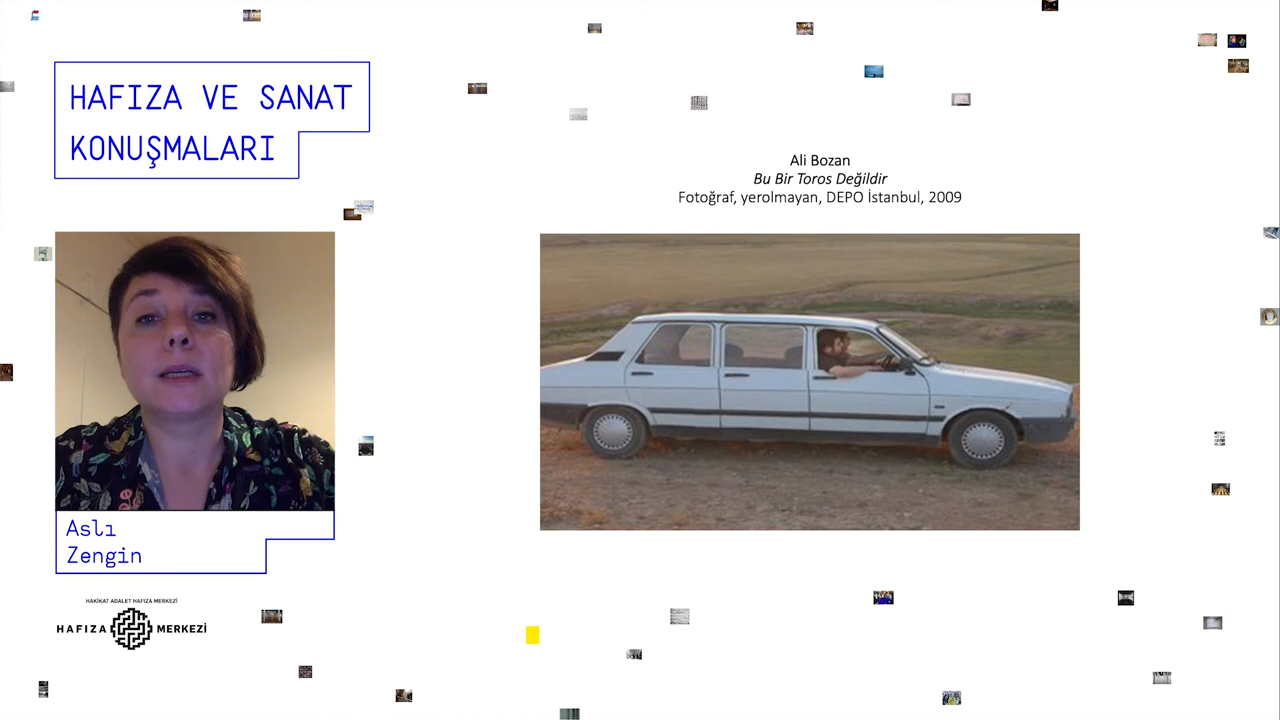 HAFIZA VE SANAT
KONUŞMALARI
Ali Bozan
Bu Bir Toros Değildir
Fotoğraf, yerolmayan, DEPO İstanbul, 2009
Aslı
Zengin
HAKİKAT ADALET HAFIZA MERKEZİ
HAFIZA MERKEZİ